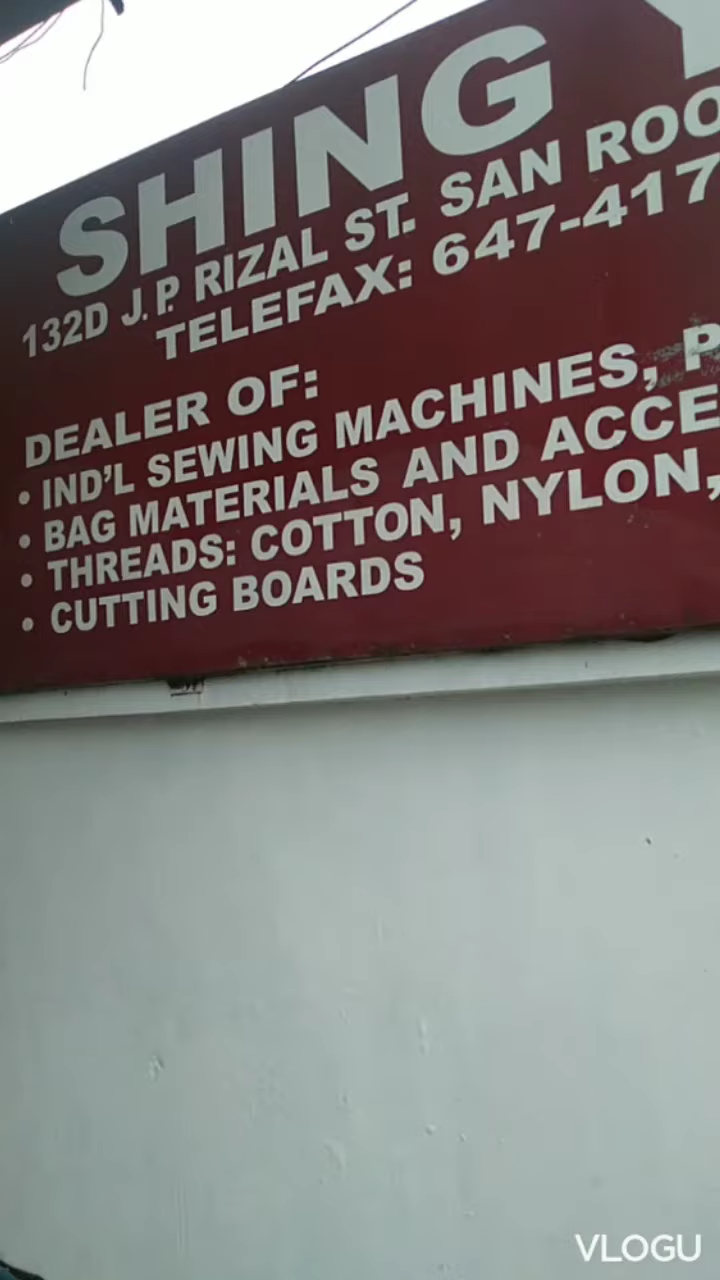 SHING
132D J.P. RIZAL ST. SAN ROO
TELEFAX: 647-417
DEALER OF:
• IND'L SEWING MACHINES, P
• BAG MATERIALS AND ACCE
• THREADS: COTTON, NYLON,
• CUTTING BOARDS
VLOGU